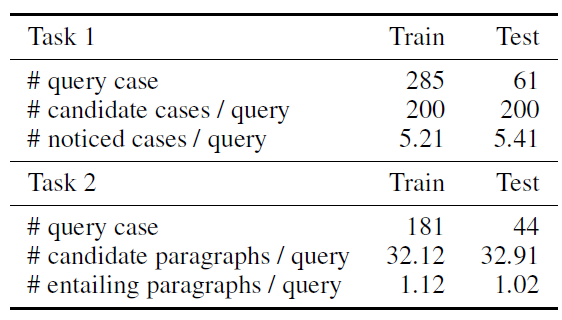 Task 1 Train Test
# query case 285 61
# candidate cases / query 200 200
# noticed cases / query 5.21 5.41
Task 2 Train Test
# query case 181 44
# candidate paragraphs / query 32.12 32.91
# entailing paragraphs / query 1.12 1.02